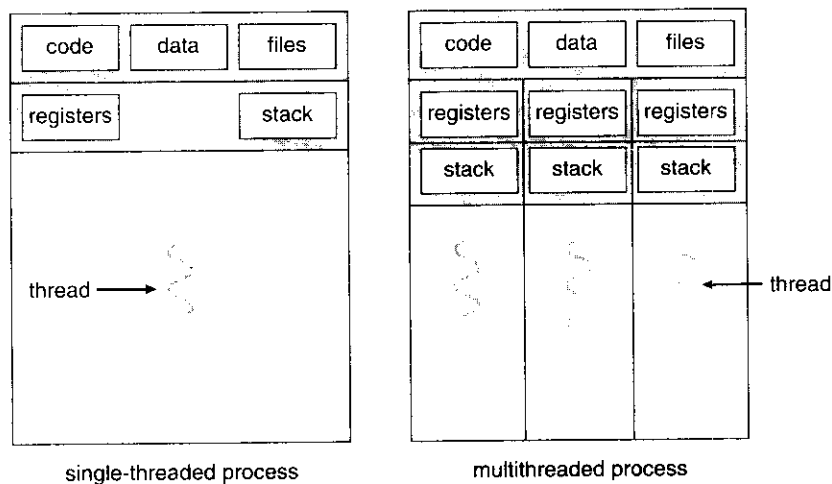 code data files
registers stack
thread
single-threaded process
code data files
registers registers registers
stack stack stack
thread
multithreaded process